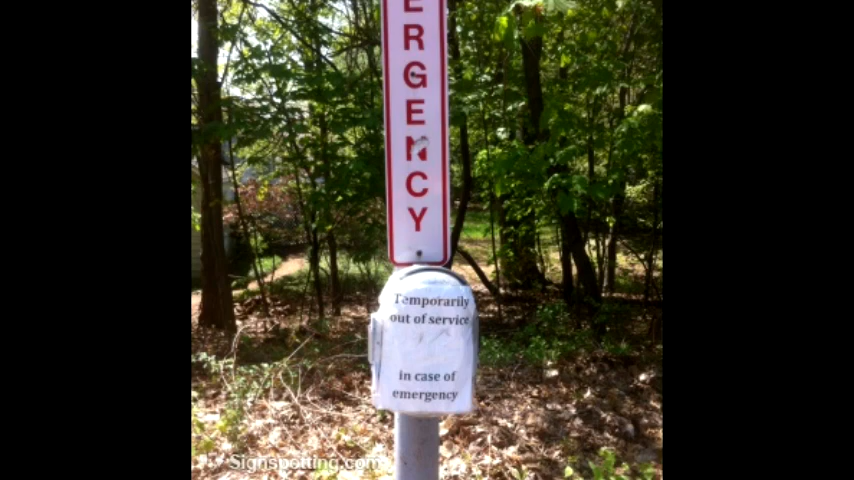 ERGENCY
Temporarily
out of service
in case of
emergency
Signspotting.com